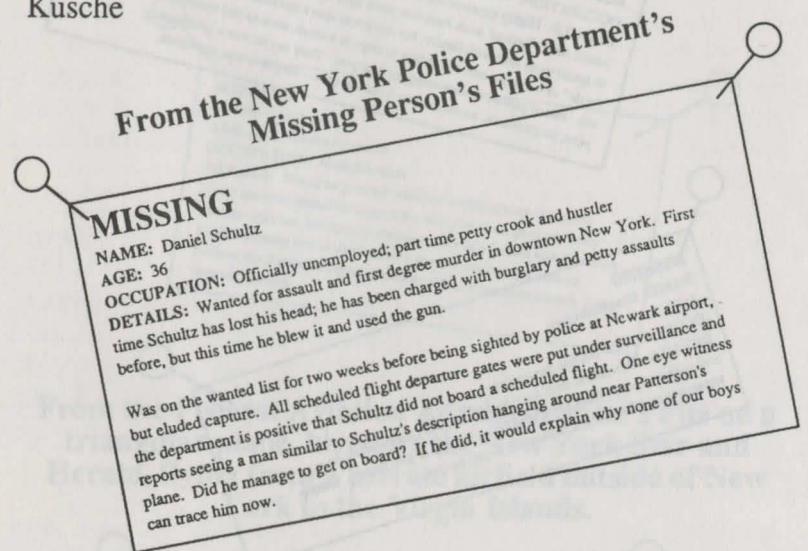 Kusche
From the New York Police Department's
Missing Person's Files
MISSING
NAME: Daniel Schultz
AGE: 36
OCCUPATION: Officially unemployed; part time petty crook and hustler
DETAILS: Wanted for assault and first degree murder in downtown New York. First
time Schultz has lost his head; he has been charged with burglary and petty assaults
before, but this time he blew it and used the gun.
Was on the wanted list for two weeks before being sighted by police at Newark airport,
but eluded capture. All scheduled flight departure gates were put under surveillance and
the department is positive that Schultz did not board a scheduled flight. One eye witness
reports seeing a man similar to Schultz's description hanging around near Patterson's
plane. Did he manage to get on board? If he did, it would explain why none of our boys
can trace him now.